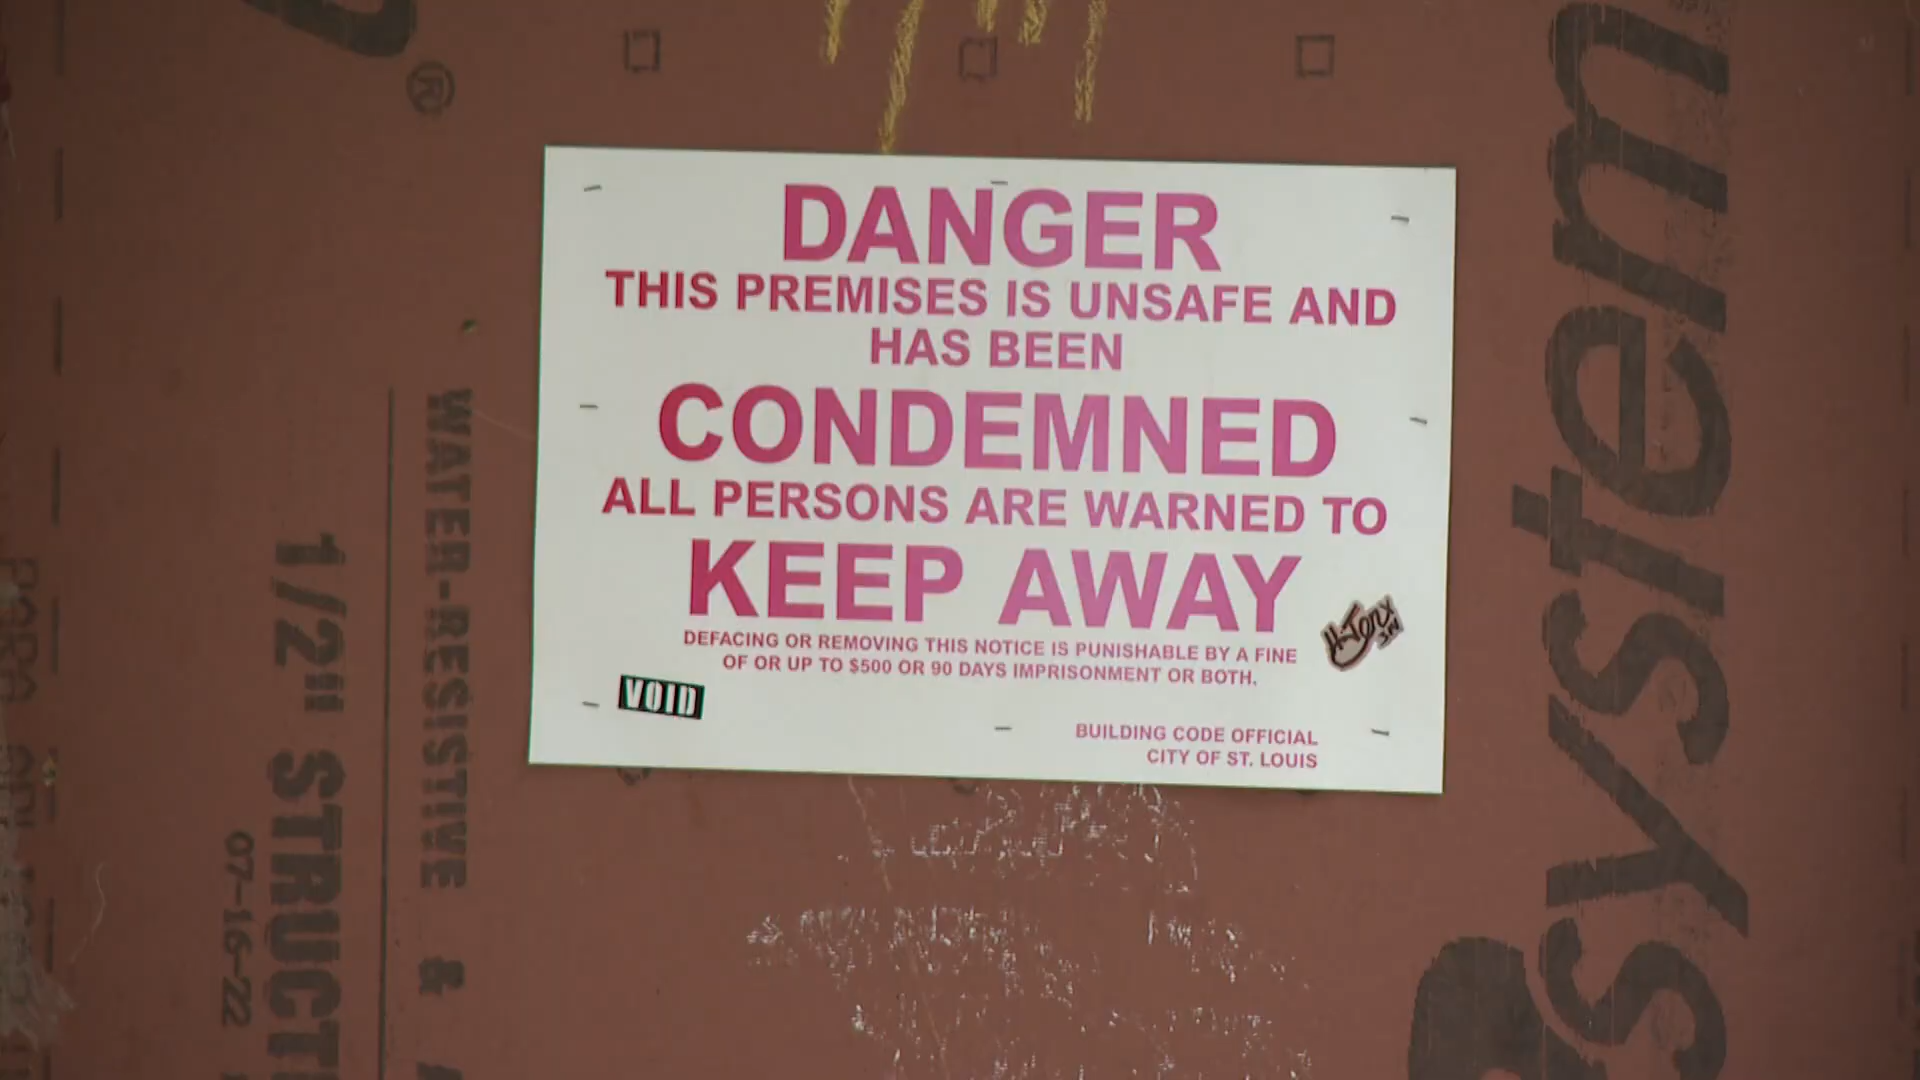 DANGER
THIS PREMISES IS UNSAFE AND
HAS BEEN
CONDEMNED
ALL PERSONS ARE WARNED TO
KEEP AWAY
DEFACING OR REMOVING THIS NOTICE IS PUNISHABLE BY A FINE
OF OR UP TO $500 OR 90 DAYS IMPRISONMENT OR BOTH.
VOID
BUILDING CODE OFFICIAL
CITY OF ST. LOUIS
®
WATER-RESISTIVE &
1/2" STRUCT
07-16-22
system